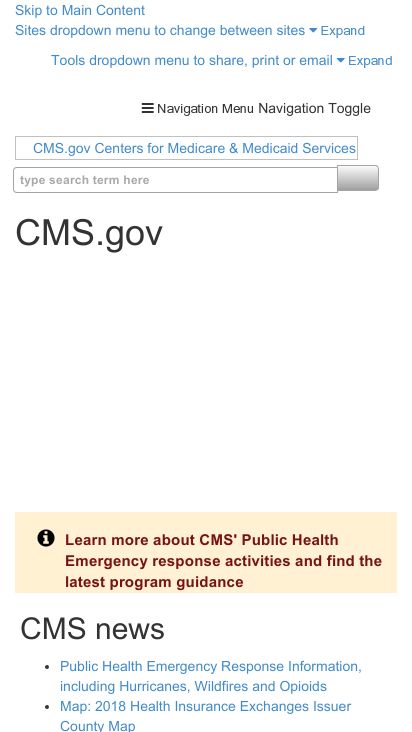 Skip to Main Content
Sites dropdown menu to change between sites Expand
Tools dropdown menu to share, print or email Expand
Navigation Menu Navigation Toggle
CMS.gov Centers for Medicare & Medicaid Services
type search term here
CMS.gov
Learn more about CMS' Public Health
Emergency response activities and find the
latest program guidance
CMS news
Public Health Emergency Response Information,
including Hurricanes, Wildfires and Opioids
Map: 2018 Health Insurance Exchanges Issuer
County Map